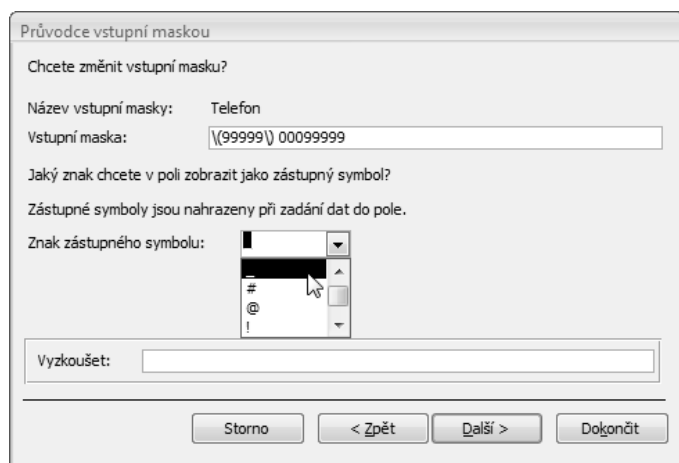 Průvodce vstupní maskou
Chcete změnit vstupní masku?
Název vstupní masky: Telefon
Vstupní maska: \(99999\) 00099999
Jaký znak chcete v poli zobrazit jako zástupný symbol?
Zástupné symboly jsou nahrazeny při zadání dat do pole.
Znak zástupného symbolu:
_
#
@
!
Vyzkoušet:
Storno < Zpět Další > Dokončit